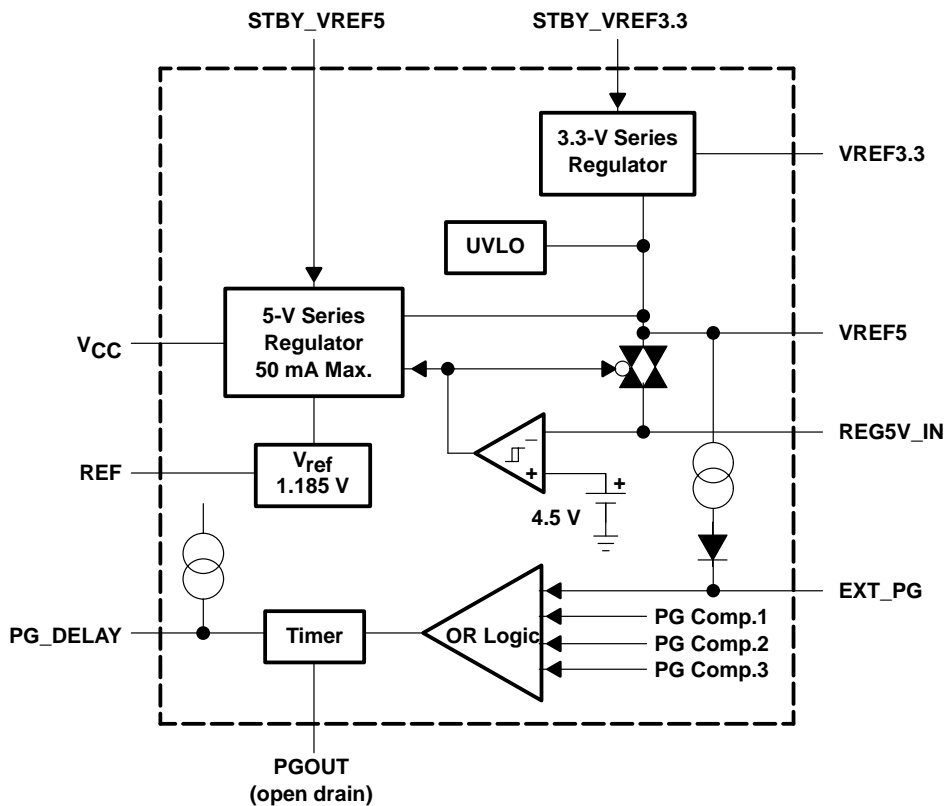 STBY_VREF5
STBY_VREF3.3
3.3-V Series
Regulator
VREF3.3
UVLO
5-V Series
Regulator
50 mA Max.
VCC
VREF5
REG5V_IN
–
+
+
4.5 V
REF
Vref
1.185 V
EXT_PG
PG_DELAY
Timer
OR Logic
PG Comp.1
PG Comp.2
PG Comp.3
PGOUT
(open drain)